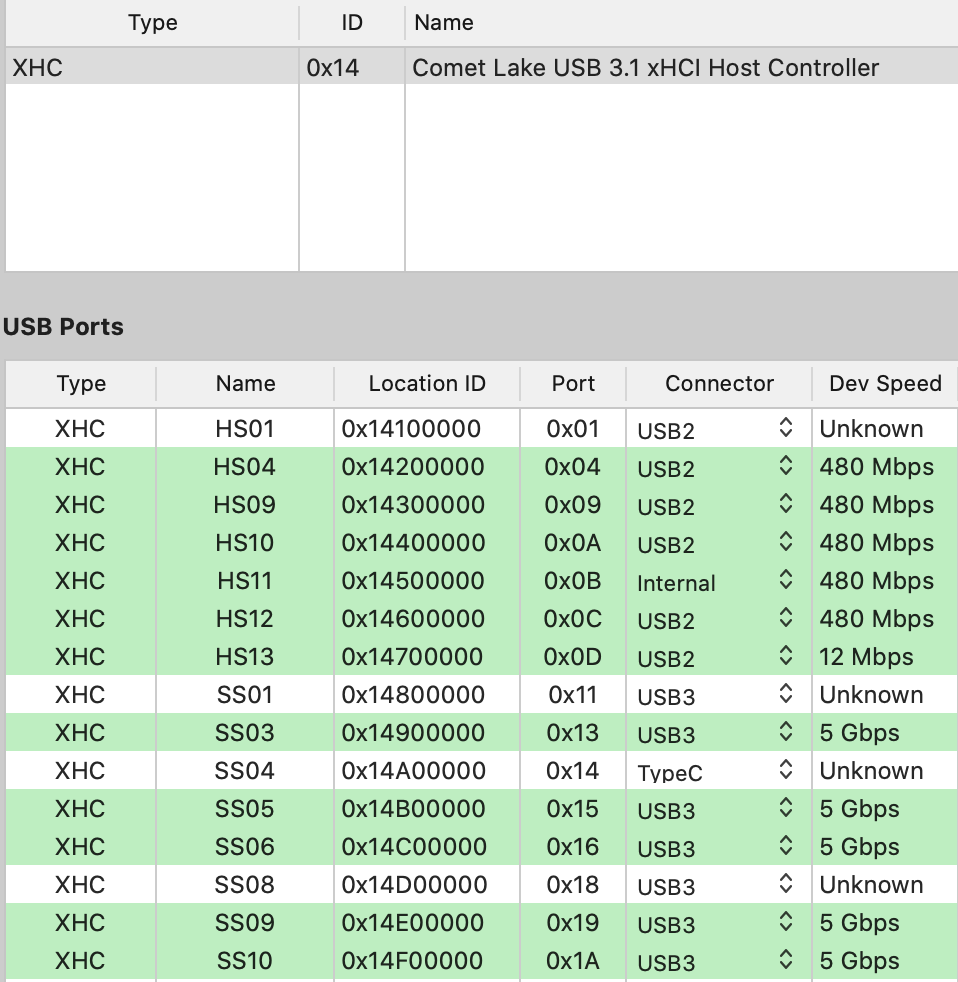 Type ID Name
XHC 0x14 Comet Lake USB 3.1 xHCI Host Controller
USB Ports
Type Name Location ID Port Connector Dev Speed
XHC HS01 0x14100000 0x01 USB2 Unknown
XHC HS04 0x14200000 0x04 USB2 480 Mbps
XHC HS09 0x14300000 0x09 USB2 480 Mbps
XHC HS10 0x14400000 0x0A USB2 480 Mbps
XHC HS11 0x14500000 0x0B Internal 480 Mbps
XHC HS12 0x14600000 0x0C USB2 480 Mbps
XHC HS13 0x14700000 0x0D USB2 12 Mbps
XHC SS01 0x14800000 0x11 USB3 Unknown
XHC SS03 0x14900000 0x13 USB3 5 Gbps
XHC SS04 0x14A00000 0x14 TypeC Unknown
XHC SS05 0x14B00000 0x15 USB3 5 Gbps
XHC SS06 0x14C00000 0x16 USB3 5 Gbps
XHC SS08 0x14D00000 0x18 USB3 Unknown
XHC SS09 0x14E00000 0x19 USB3 5 Gbps
XHC SS10 0x14F00000 0x1A USB3 5 Gbps